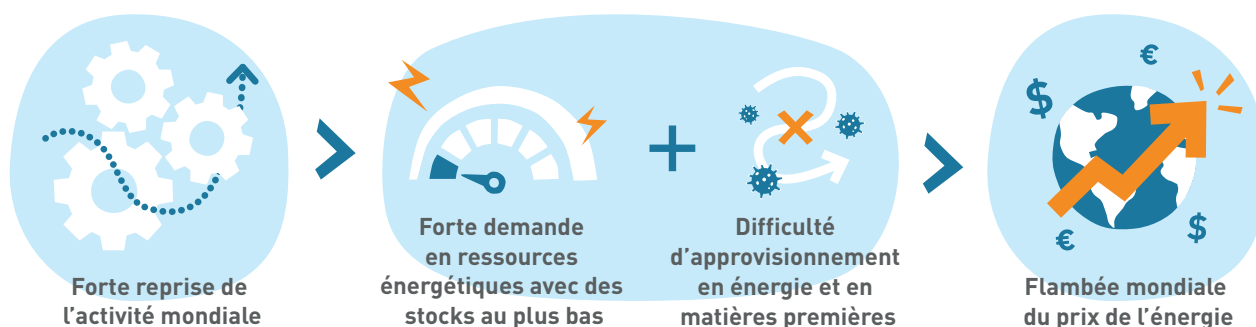 Forte reprise de
l'activité mondiale
>
Forte demande
en ressources
énergétiques avec des
stocks au plus bas
+
Difficulté
d'approvisionnement
en énergie et en
matières premières
>
€
$
€
$
Flambée mondiale
du prix de l'énergie